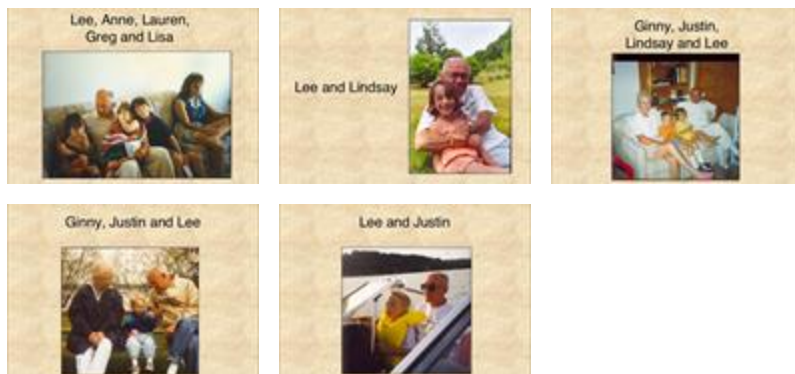 Lee, Anne, Lauren,
Greg and Lisa
Lee and Lindsay
Ginny, Justin,
Lindsay and Lee
Ginny, Justin and Lee
Lee and Justin